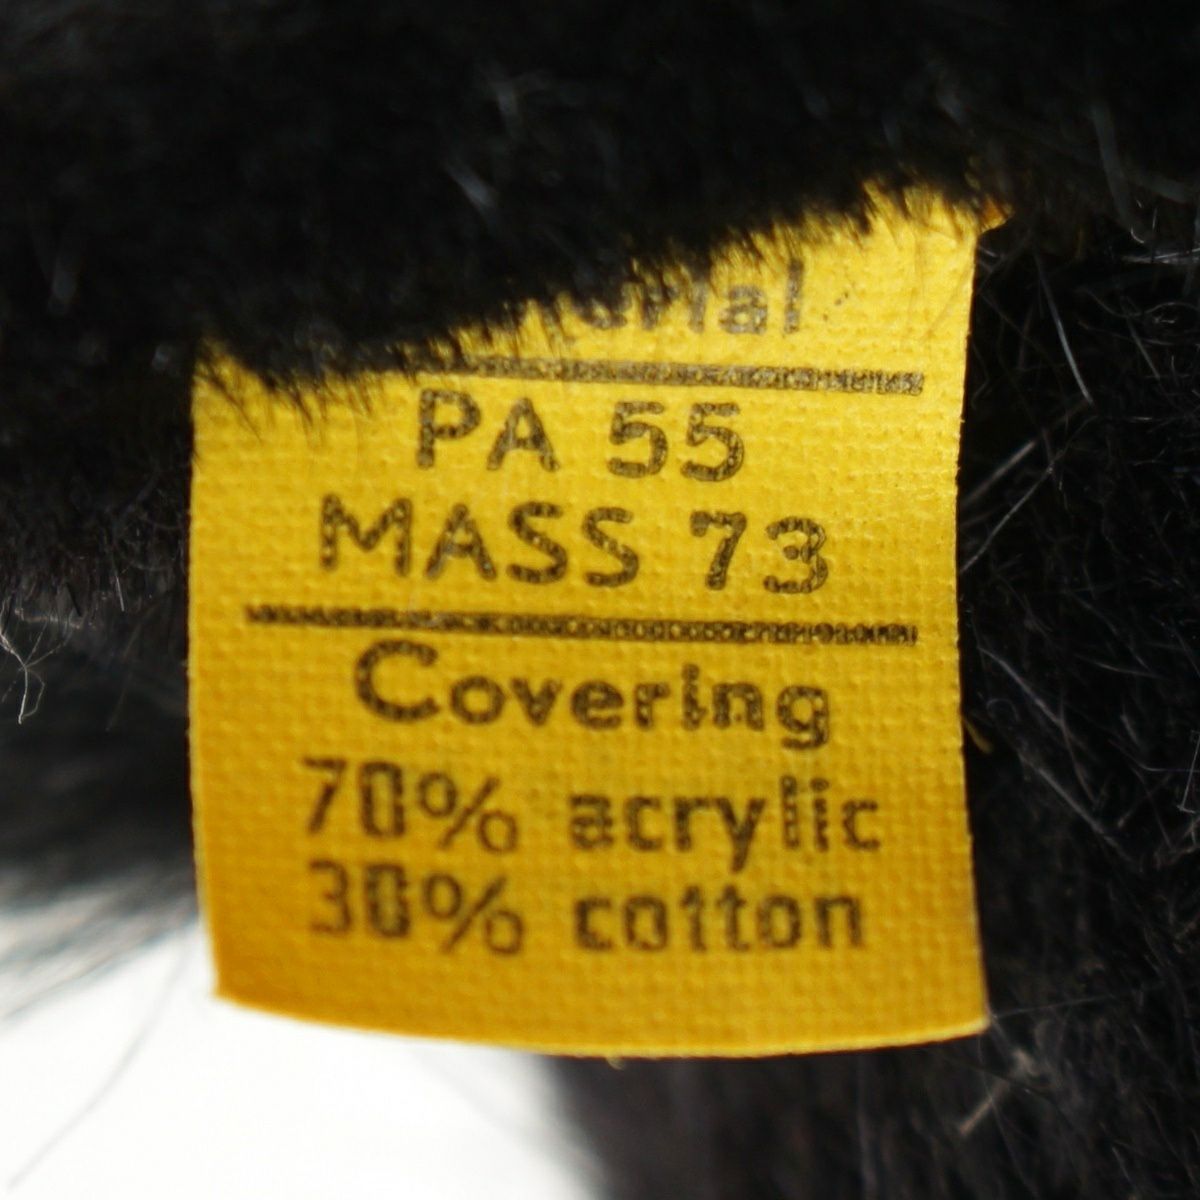 PA 55
MASS 73
Covering
70% acrylic
30% cotton